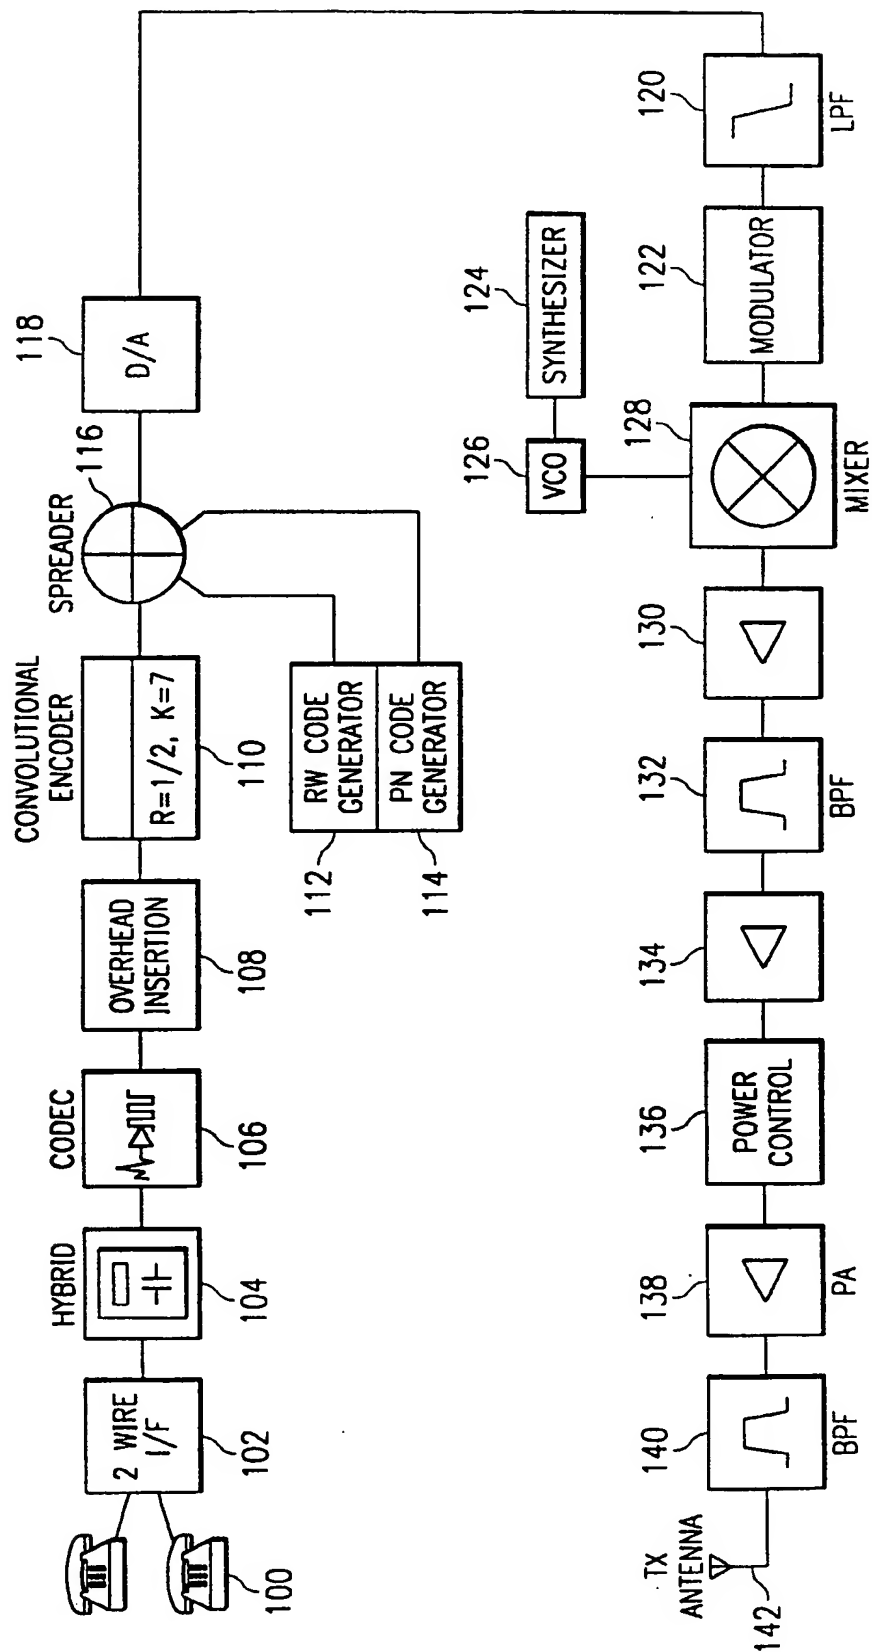 2 WIRE
I/F
102
100
HYBRID
104
CODEC
106
OVERHEAD
INSERTION
108
CONVOLUTIONAL
ENCODER
R=1/2, K=7
110
RW CODE
GENERATOR
112
PN CODE
GENERATOR
114
SPREADER
116
118
D/A
120
LPF
122
MODULATOR
124
SYNTHESIZER
126
VCO
128
MIXER
130
132
BPF
134
136
POWER
CONTROL
138
PA
140
BPF
TX
ANTENNA
142